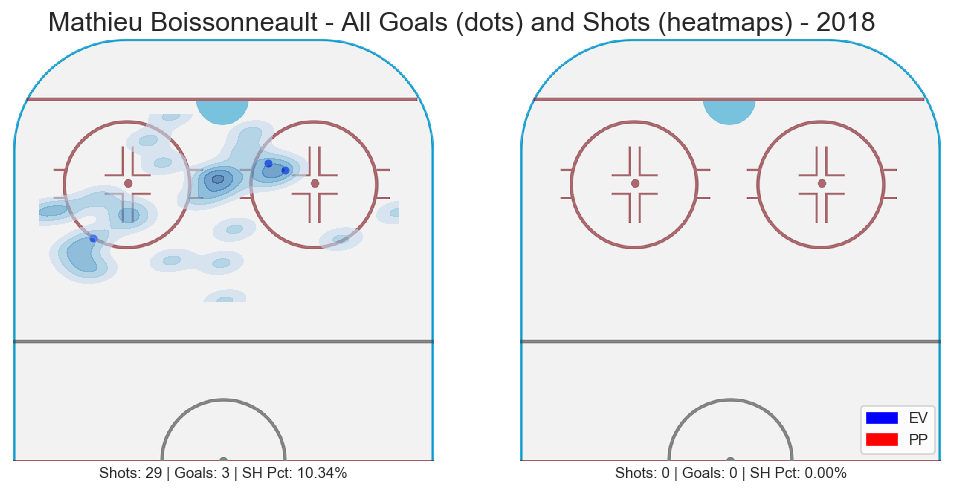 Mathieu Boissonneault - All Goals (dots) and Shots (heatmaps) - 2018
EV
PP
Shots: 29 | Goals: 3 | SH Pct: 10.34%
Shots: 0 | Goals: 0 | SH Pct: 0.00%